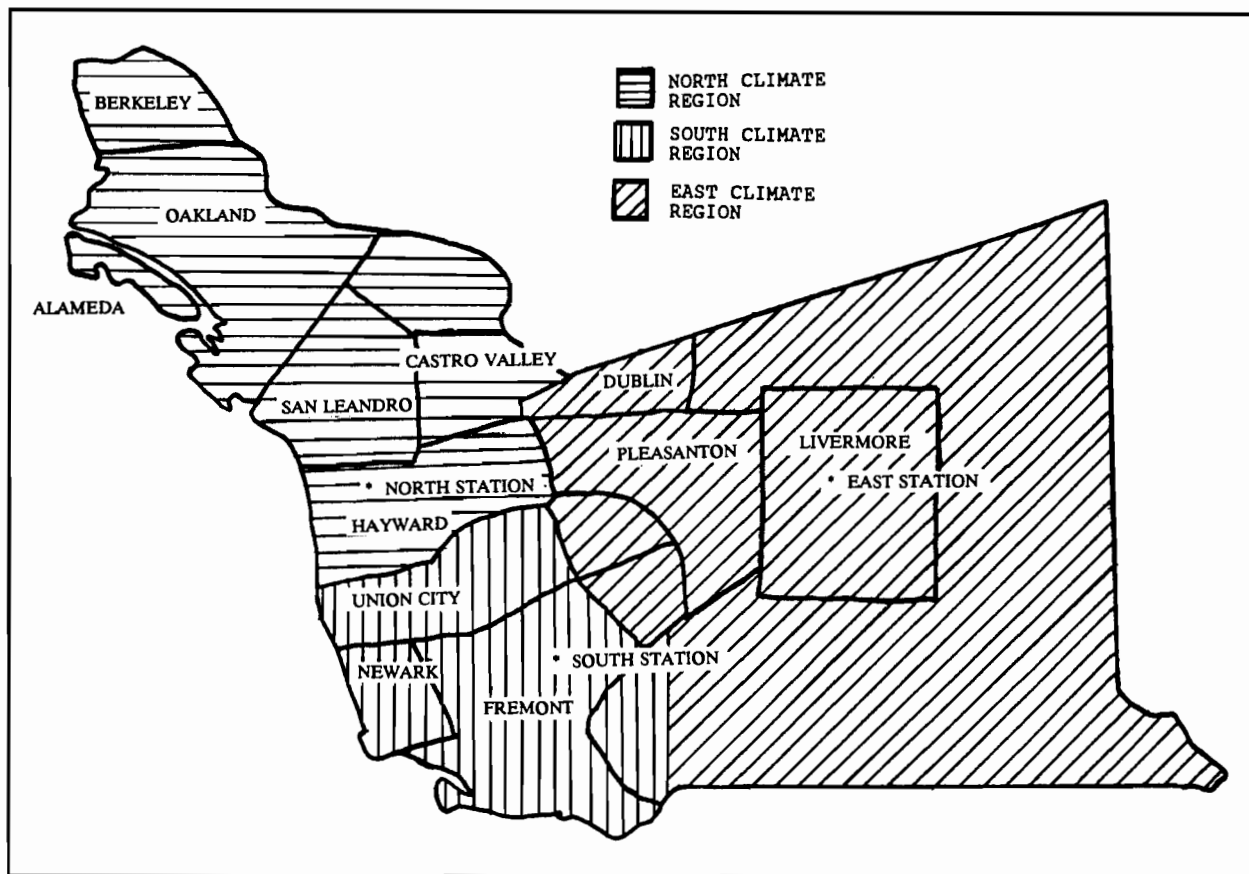 NORTH CLIMATE
REGION
SOUTH CLIMATE
REGION
EAST CLIMATE
REGION
BERKELEY
OAKLAND
ALAMEDA
CASTRO VALLEY
DUBLIN
SAN LEANDRO
PLEASANTON
LIVERMORE
NORTH STATION
EAST STATION
HAYWARD
UNION CITY
SOUTH STATION
NEWARK
FREMONT